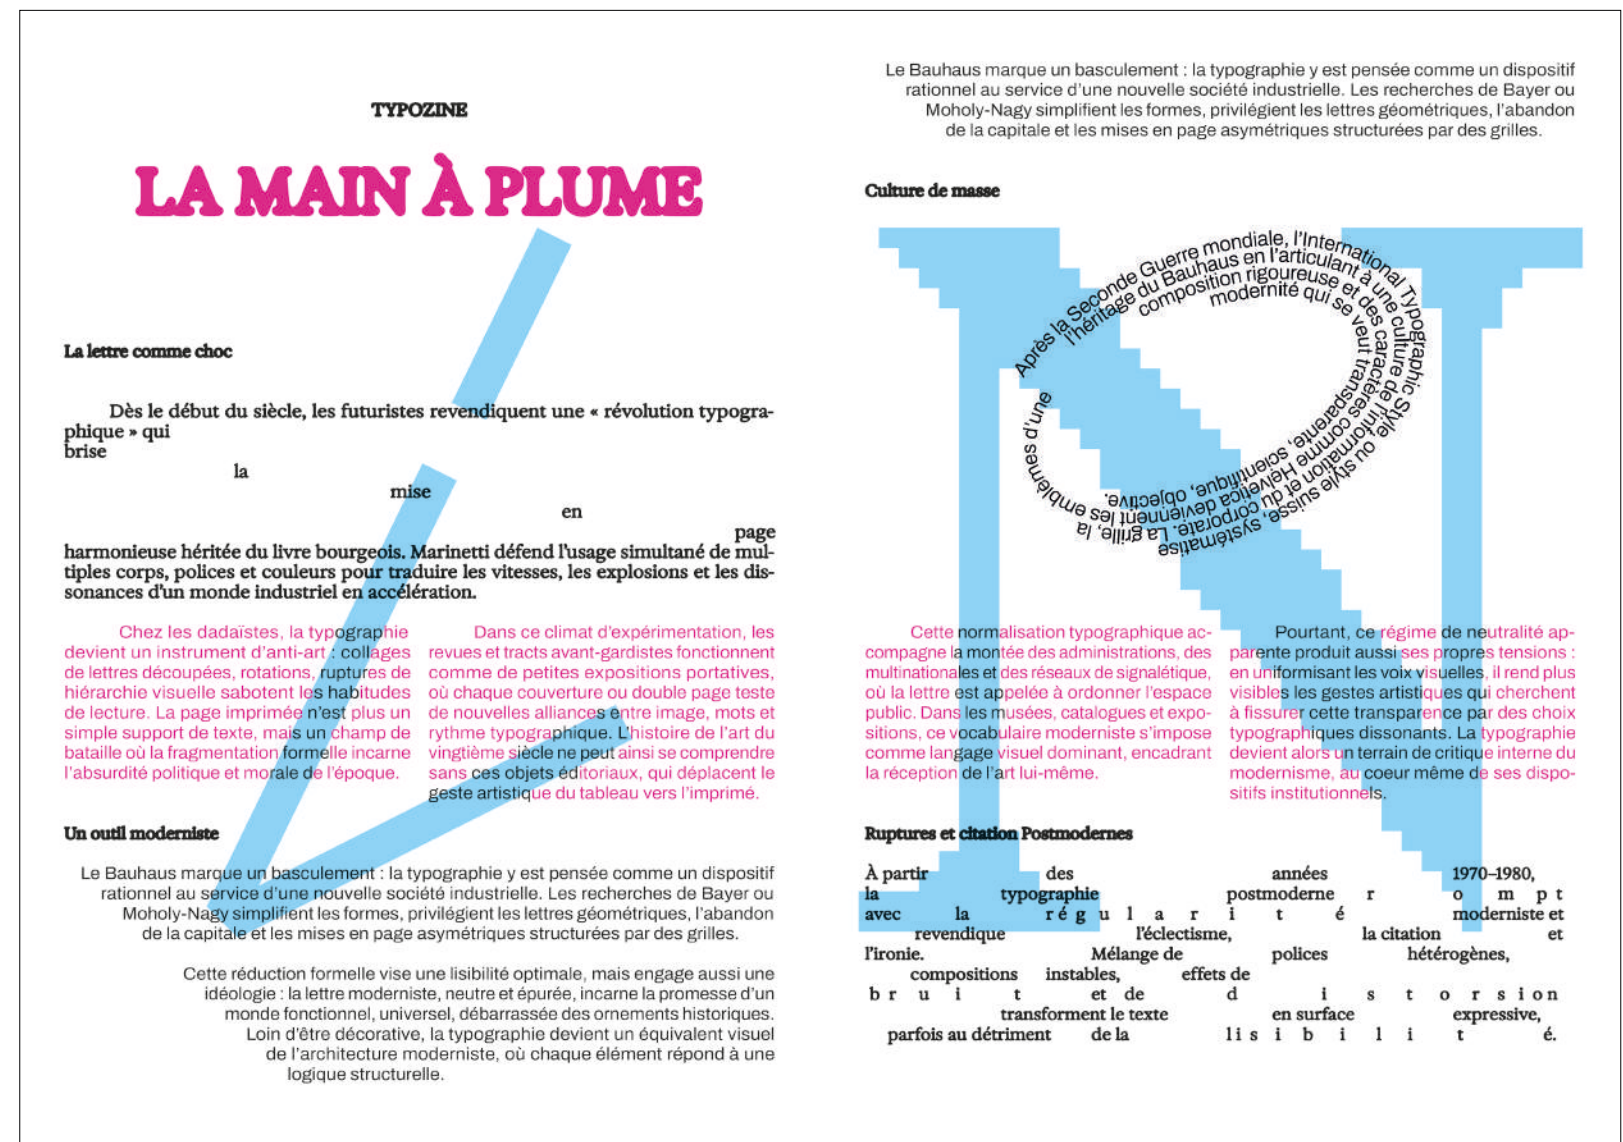 TYPOZINE
LA MAIN À PLUME
La lettre comme choc
Dès le début du siècle, les futuristes revendiquent une « révolution typogra-
phique » qui
brise
la
mise
en
page
harmonieuse héritée du livre bourgeois. Marinetti défend l'usage simultané de mul-
tiples corps, polices et couleurs pour traduire les vitesses, les explosions et les dis-
sonances d'un monde industriel en accélération.
Chez les dadaïstes, la typographie
devient un instrument d'anti-art : collages
de lettres découpées, rotations, ruptures de
hiérarchie visuelle sabotent les habitudes
de lecture. La page imprimée n'est plus un
simple support de texte, mais un champ de
bataille où la fragmentation formelle incarne
l'absurdité politique et morale de l'époque.
Dans ce climat d'expérimentation, les
revues et tracts avant-gardistes fonctionnent
comme de petites expositions portatives,
où chaque couverture ou double page teste
de nouvelles alliances entre image, mots et
rythme typographique. L'histoire de l'art du
vingtième siècle ne peut ainsi se comprendre
sans ces objets éditoriaux, qui déplacent le
geste artistique du tableau vers l'imprimé.
Un outil moderniste
Le Bauhaus marque un basculement : la typographie y est pensée comme un dispositif
rationnel au service d'une nouvelle société industrielle. Les recherches de Bayer ou
Moholy-Nagy simplifient les formes, privilégient les lettres géométriques, l'abandon
de la capitale et les mises en page asymétriques structurées par des grilles.
Cette réduction formelle vise une lisibilité optimale, mais engage aussi une
idéologie : la lettre moderniste, neutre et épurée, incarne la promesse d'un
monde fonctionnel, universel, débarrassée des ornements historiques.
Loin d'être décorative, la typographie devient un équivalent visuel
de l'architecture moderniste, où chaque élément répond à une
logique structurelle.
Le Bauhaus marque un basculement : la typographie y est pensée comme un dispositif
rationnel au service d'une nouvelle société industrielle. Les recherches de Bayer ou
Moholy-Nagy simplifient les formes, privilégient les lettres géométriques, l'abandon
de la capitale et les mises en page asymétriques structurées par des grilles.
Culture de masse
N
Après la Seconde Guerre mondiale, l'International Typographic Style, ou style suisse, systématise
l'héritage du Bauhaus en l'articulant à une culture de l'information et du corporate. La grille, la
composition rigoureuse et des caractères comme Helvetica deviennent les emblèmes d'une
modernité qui se veut transparente, scientifique, objective.
Cette normalisation typographique ac-
compagne la montée des administrations, des
multinationales et des réseaux de signalétique,
où la lettre est appelée à ordonner l'espace
public. Dans les musées, catalogues et expo-
sitions, ce vocabulaire moderniste s'impose
comme langage visuel dominant, encadrant
la réception de l'art lui-même.
Pourtant, ce régime de neutralité ap-
parente produit aussi ses propres tensions :
en uniformisant les voix visuelles, il rend plus
visibles les gestes artistiques qui cherchent
à fissurer cette transparence par des choix
typographiques dissonants. La typographie
devient alors un terrain de critique interne du
modernisme, au coeur même de ses dispo-
sitifs institutionnels.
Ruptures et citation Postmodernes
À partir des années 1970–1980,
la typographie postmoderne r o m p t
avec la r é g u l a r i t é moderniste et
revendique l'éclectisme, la citation et
l'ironie. Mélange de polices hétérogènes,
compositions instables, effets de
b r u i t et de d i s t o r s i o n
transforment le texte en surface expressive,
parfois au détriment de la l i s i b i l i t é.